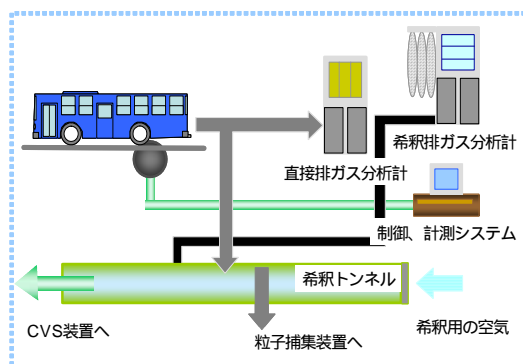 希釈排ガス分析計
直接排ガス分析計
制御、計測システム
希釈トンネル
CVS装置へ
粒子捕集装置へ
希釈用の空気